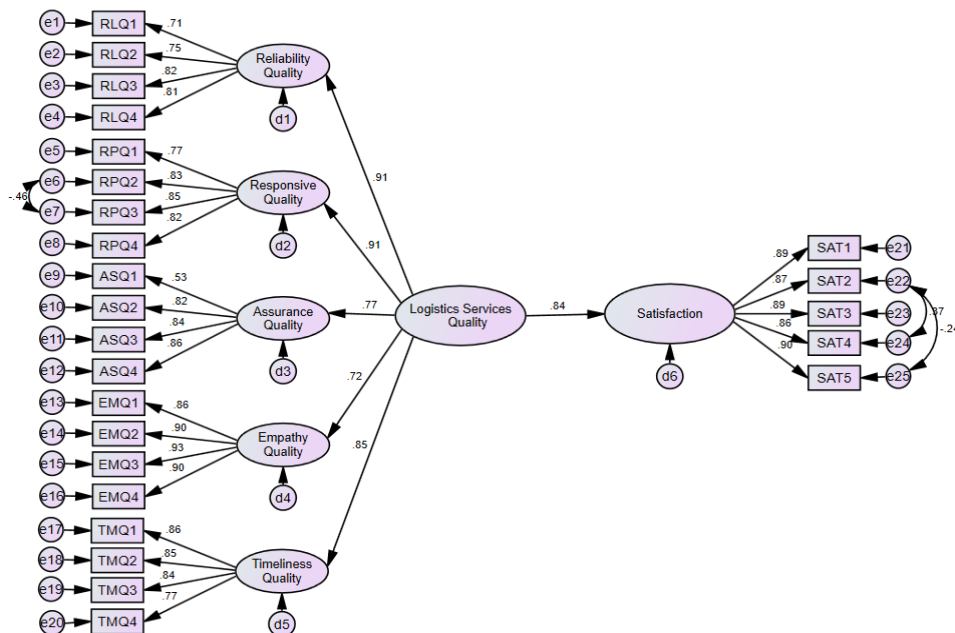 e1 RLQ1 .71
e2 RLQ2 .75
e3 RLQ3 .82
e4 RLQ4 .81
Reliability
Quality
d1
e5 RPQ1 .77
e6 RPQ2 .83
e7 RPQ3 .85
e8 RPQ4 .82
-.46
Responsive
Quality
d2
e9 ASQ1 .53
e10 ASQ2 .82
e11 ASQ3 .84
e12 ASQ4 .86
Assurance
Quality
d3
e13 EMQ1 .86
e14 EMQ2 .90
e15 EMQ3 .93
e16 EMQ4 .90
Empathy
Quality
d4
e17 TMQ1 .86
e18 TMQ2 .85
e19 TMQ3 .84
e20 TMQ4 .77
Timeliness
Quality
d5
.91
.91
.77
.72
.85
Logistics Services
Quality
.84
Satisfaction
d6
.89 SAT1 e21
.87 SAT2 e22
.89 SAT3 e23
.86 SAT4 e24
.90 SAT5 e25
.37
-.24